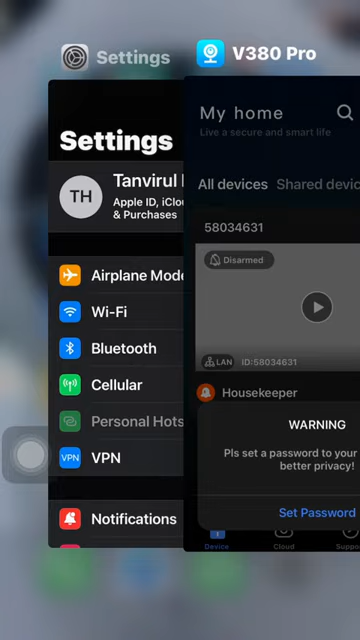 Settings
V380 Pro
Settings
TH
Tanvirul
Apple ID, iClou
& Purchases
Airplane Mode
Wi-Fi
Bluetooth
Cellular
Personal Hots
VPN
VPN
Notifications
My home
Live a secure and smart life
All devices
Shared devic
58034631
Disarmed
LAN
ID:58034631
Housekeeper
WARNING
Pls set a password to your
better privacy!
Set Password
Device
Cloud
Suppo